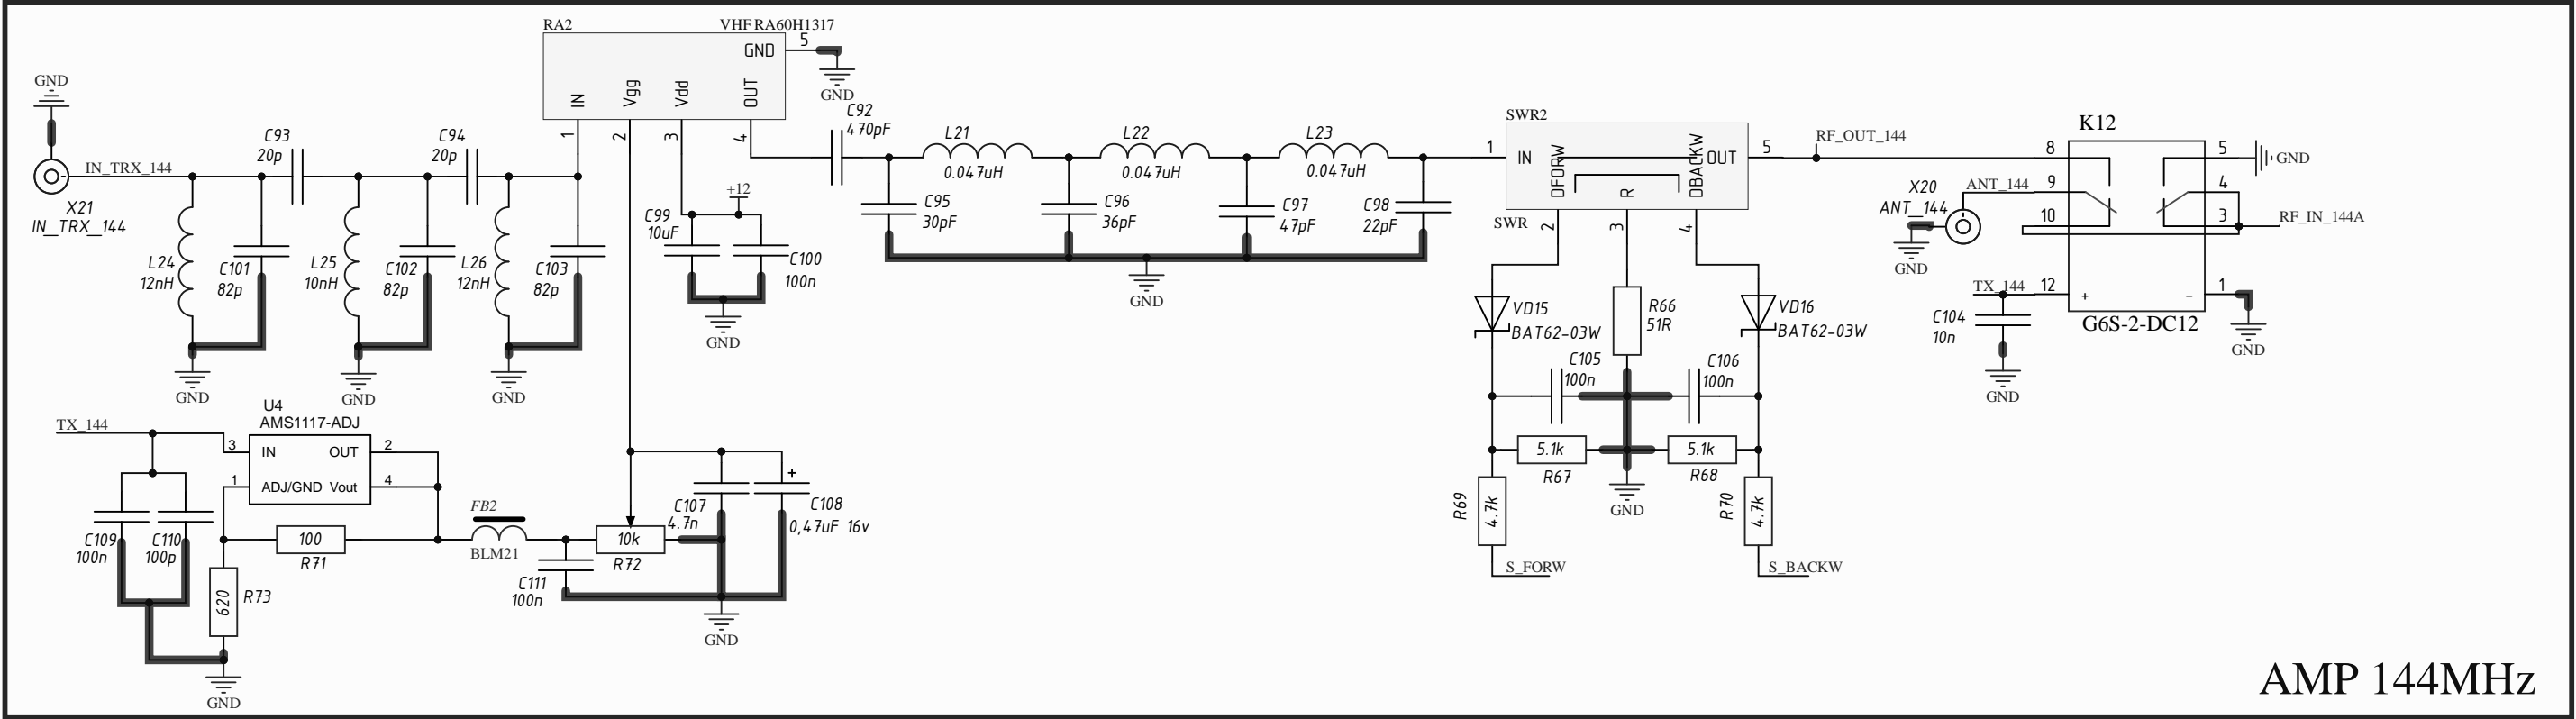 RA2 VHFRA60H1317
GND 5
IN Vgg Vdd OUT
1 2 3 4
GND
GND
IN_TRX_144
X21
IN_TRX_144
C93
20p
C94
20p
L24
12nH
C101
82p
L25
10nH
C102
82p
L26
12nH
C103
82p
GND
GND
GND
+12
C99
10uF
C100
100n
GND
C92
470pF
L21
0.047uH
L22
0.047uH
L23
0.047uH
C95
30pF
C96
36pF
C97
47pF
C98
22pF
GND
SWR2
1 IN DFORW R DBACKW OUT 5
SWR 2 3 4
RF_OUT_144
VD15
BAT62-03W
R66
51R
VD16
BAT62-03W
C105
100n
C106
100n
5.1k
R67
5.1k
R68
R69 4.7k
R70 4.7k
GND
S_FORW
S_BACKW
K12
8 5 GND
9 4
10 3
12 + − 1
G6S-2-DC12
X20
ANT_144
ANT_144
GND
RF_IN_144A
TX_144
C104
10n
GND
GND
TX_144
U4
AMS1117-ADJ
3 IN OUT 2
1 ADJ/GND Vout 4
C109
100n
C110
100p
100
R71
620 R73
GND
FB2
BLM21
C111
100n
10k
R72
C107
4.7n
+
C108
0,47uF 16v
GND
AMP 144MHz